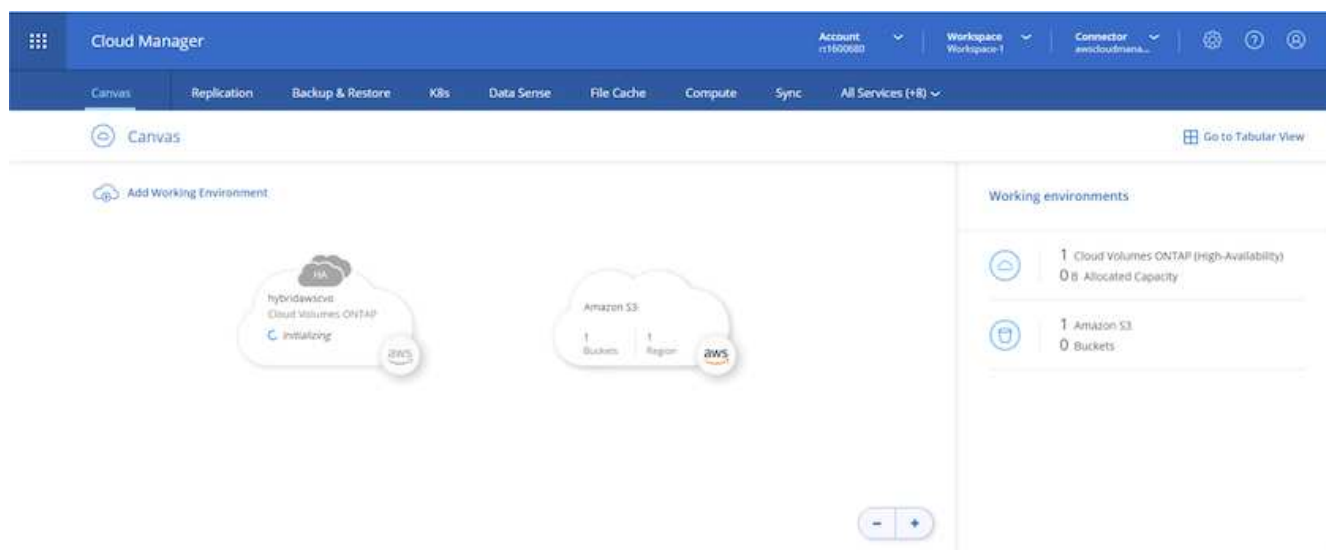 Cloud Manager
Account
rt1600680
Workspace
Workspace-1
Connector
awscloudmana...
Canvas
Replication
Backup & Restore
K8s
Data Sense
File Cache
Compute
Sync
All Services (+8)
Canvas
Go to Tabular View
Add Working Environment
Working environments
HA
hybridawscvo
Cloud Volumes ONTAP
Initializing
aws
Amazon S3
1
Buckets
1
Region
aws
1 Cloud Volumes ONTAP (High-Availability)
0 B Allocated Capacity
1 Amazon S3
0 Buckets